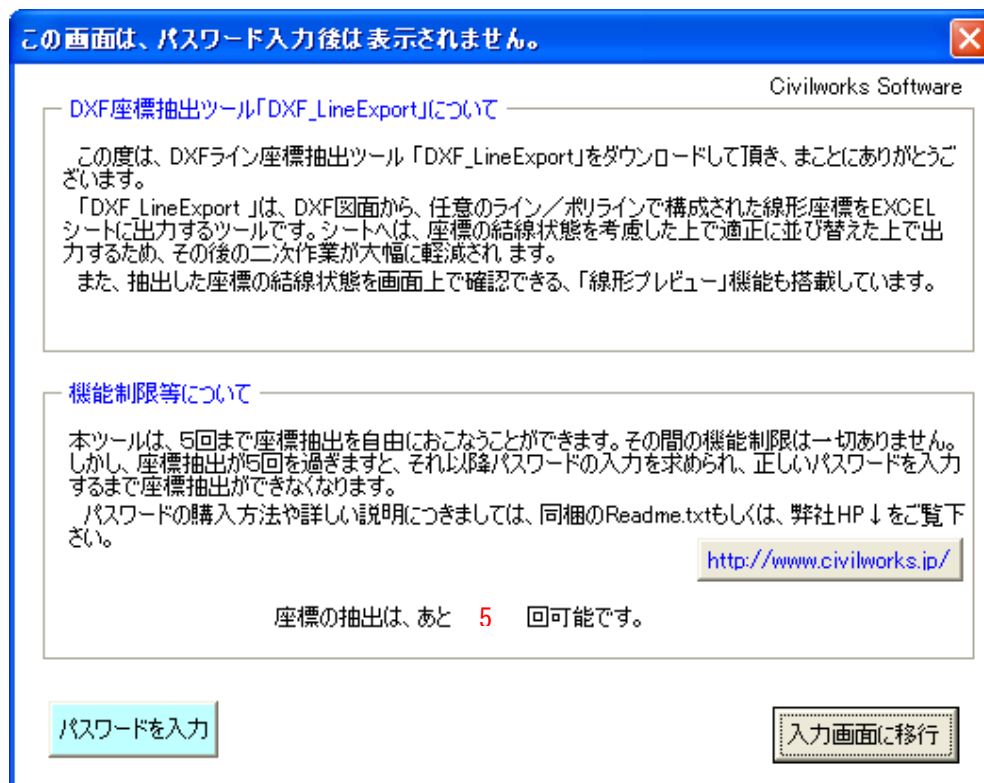 この画面は、パスワード入力後は表示されません。
Civilworks Software
DXF座標抽出ツール「DXF_LineExport」について
この度は、DXFライン座標抽出ツール「DXF_LineExport」をダウンロードして頂き、まことにありがとうご
ざいます。
「DXF_LineExport 」は、DXF図面から、任意のライン／ポリラインで構成された線形座標をEXCEL
シートに出力するツールです。シートへは、座標の結線状態を考慮した上で適正に並び替えた上で出
力するため、その後の二次作業が大幅に軽減され ます。
また、抽出した座標の結線状態を画面上で確認できる、「線形プレビュー」機能も搭載しています。
機能制限等について
本ツールは、5回まで座標抽出を自由におこなうことができます。その間の機能制限は一切ありません。
しかし、座標抽出が5回を過ぎますと、それ以降パスワードの入力を求められ、正しいパスワードを入力
するまで座標抽出ができなくなります。
パスワードの購入方法や詳しい説明につきましては、同梱のReadme.txtもしくは、弊社HP↓をご覧下
さい。
http://www.civilworks.jp/
座標の抽出は、あと 5 回可能です。
パスワードを入力
入力画面に移行